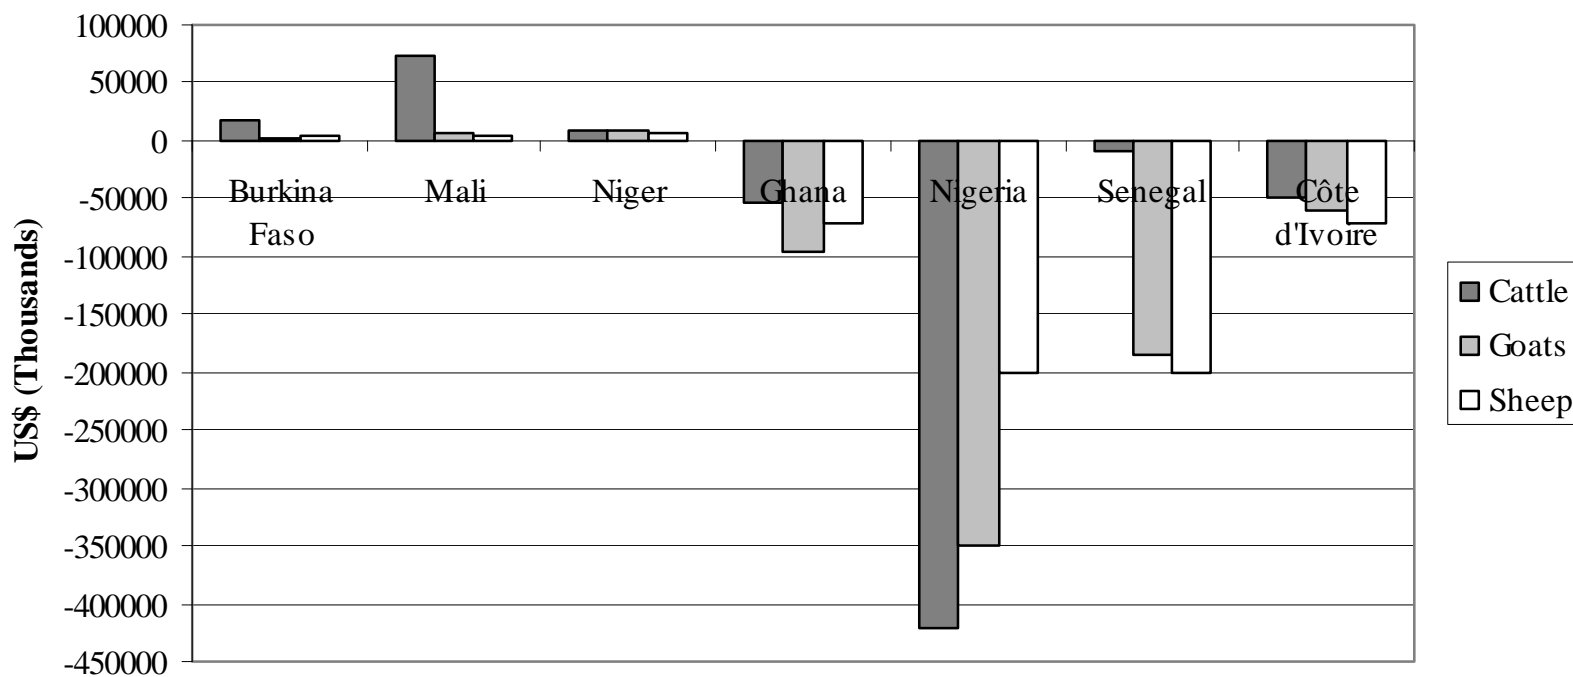 100000
50000
0
-50000
-100000
-150000
-200000
-250000
-300000
-350000
-400000
-450000
US$ (Thousands)
Burkina
Faso
Mali
Niger
Ghana
Nigeria
Senegal
Côte
d'Ivoire
Cattle
Goats
Sheep